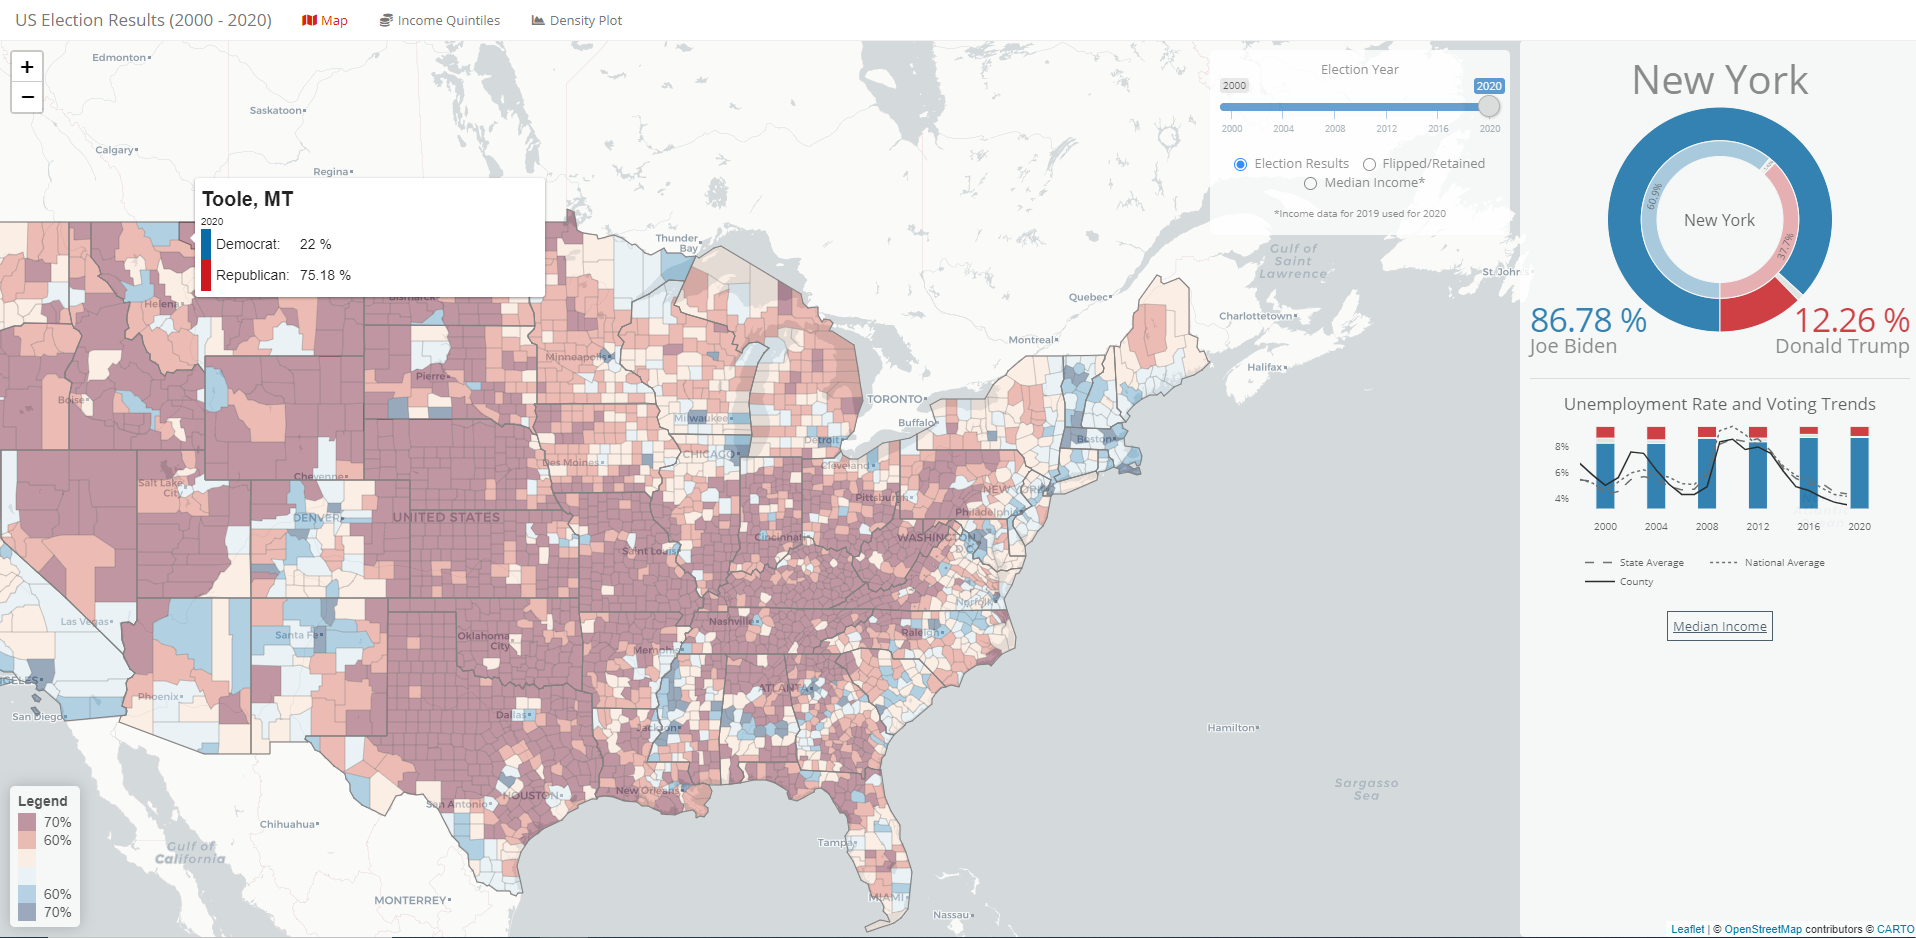 US Election Results (2000 - 2020)
Map
Income Quintiles
Density Plot
+
−
Edmonton
Saskatoon
Calgary
Regina
Toole, MT
2020
Democrat: 22 %
Republican: 75.18 %
Election Year
2000
2020
2000 2004 2008 2012 2016 2020
Election Results
Flipped/Retained
Median Income*
*Income data for 2019 used for 2020
Thunder
Bay
Gulf of
Saint
Lawrence
St. John
Quebec
Charlottetown
Montreal
Halifax
Helena
Bismarck
Minneapolis
Pierre
Boise
TORONTO
Buffalo
Milwaukee
Detroit
Boston
CHICAGO
Cleveland
Des Moines
Salt Lake
City
Cheyenne
Pittsburgh
NEW YORK
Philadelphia
DENVER
UNITED STATES
Cincinnati
WASHINGTON
D.C.
Saint Louis
Norfolk
Las Vegas
Santa Fe
Nashville
Raleigh
Oklahoma
City
Memphis
GELES
Phoenix
ATLANTA
San Diego
Dallas
Jackson
Hamilton
Sargasso
Sea
New Orleans
San Antonio
HOUSTON
Chihuahua
Gulf of
California
Tampa
MIAMI
MONTERREY
Nassau
Legend
70%
60%
60%
70%
New York
60.9%
37.7%
New York
86.78 %
Joe Biden
12.26 %
Donald Trump
Unemployment Rate and Voting Trends
8%
6%
4%
2000 2004 2008 2012 2016 2020
State Average
National Average
County
Median Income
Leaflet | © OpenStreetMap contributors © CARTO